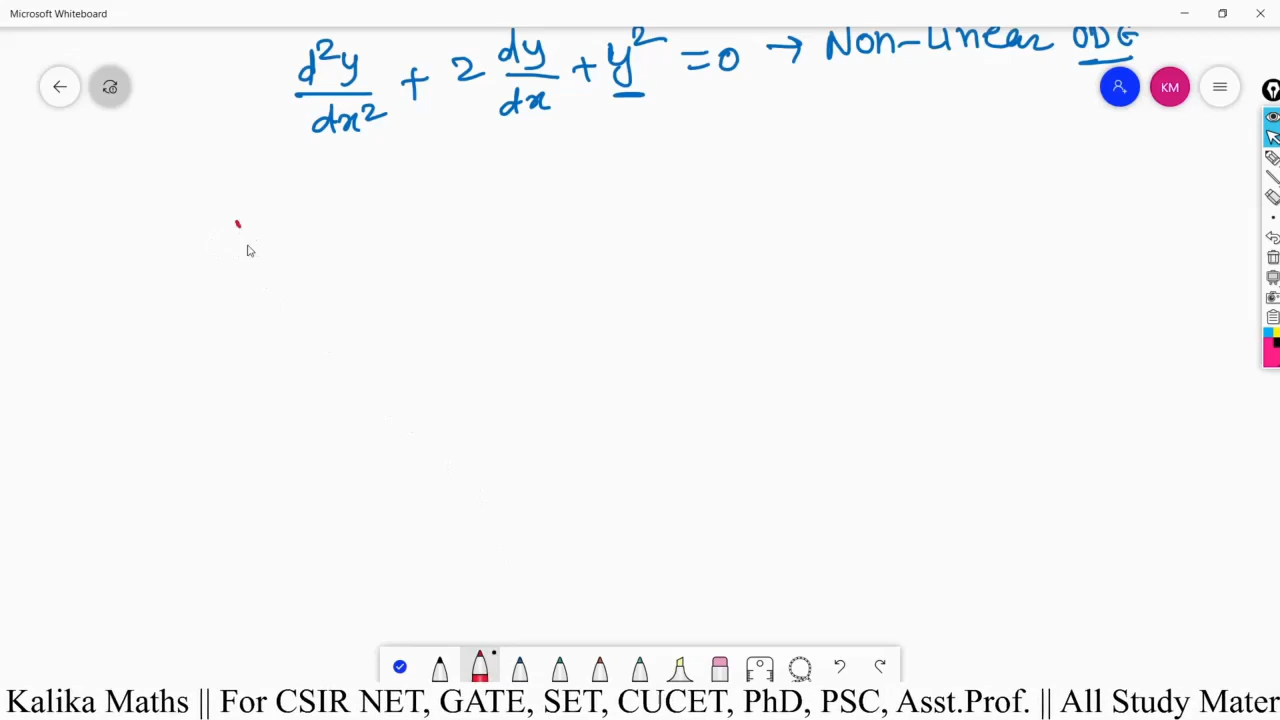 Microsoft Whiteboard
d²y/dx² + 2 dy/dx + y² = 0 → Non-Linear ODE
KM
Kalika Maths || For CSIR NET, GATE, SET, CUCET, PhD, PSC, Asst.Prof. || All Study Mater